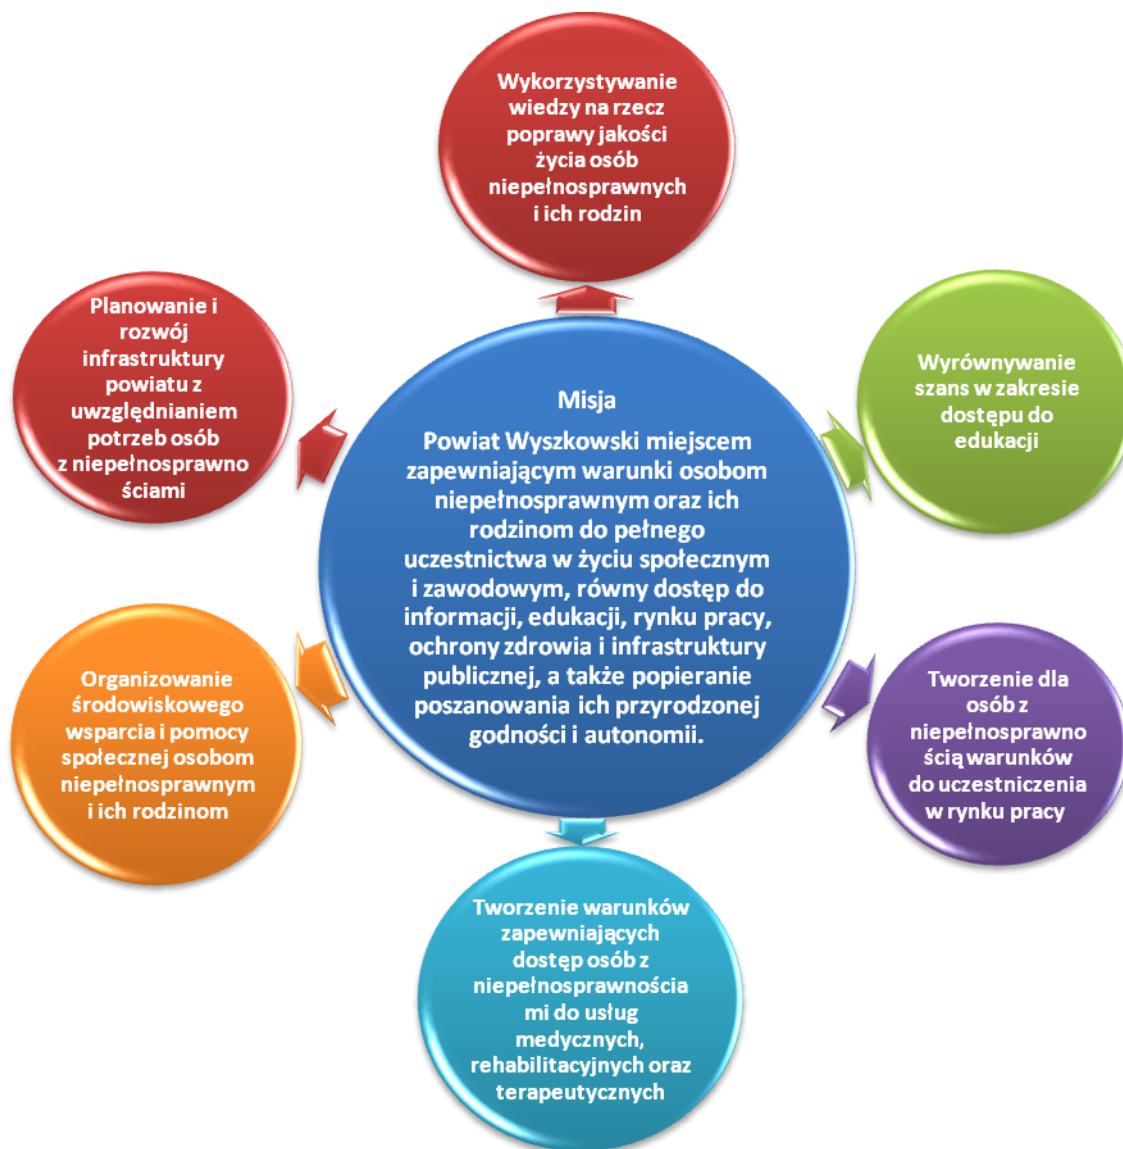 Wykorzystywanie
wiedzy na rzecz
poprawy jakości
życia osób
niepełnosprawnych
i ich rodzin
Planowanie i
rozwój
infrastruktury
powiatu z
uwzględnianiem
potrzeb osób
z niepełnosprawno
ściami
Wyrównywanie
szans w zakresie
dostępu do
edukacji
Misja
Powiat Wyszkowski miejscem
zapewniającym warunki osobom
niepełnosprawnym oraz ich
rodzinom do pełnego
uczestnictwa w życiu społecznym
i zawodowym, równy dostęp do
informacji, edukacji, rynku pracy,
ochrony zdrowia i infrastruktury
publicznej, a także popieranie
poszanowania ich przyrodzonej
godności i autonomii.
Organizowanie
środowiskowego
wsparcia i pomocy
społecznej osobom
niepełnosprawnym
i ich rodzinom
Tworzenie dla
osób z
niepełnosprawno
ścią warunków
do uczestniczenia
w rynku pracy
Tworzenie warunków
zapewniających
dostęp osób z
niepełnosprawnościa
mi do usług
medycznych,
rehabilitacyjnych oraz
terapeutycznych